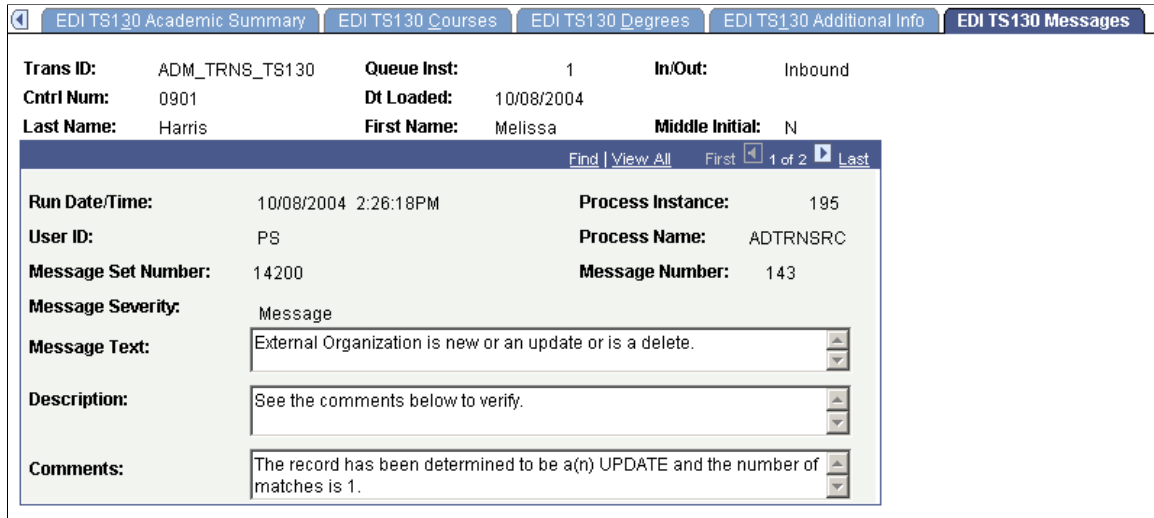 EDI TS130 Academic Summary EDI TS130 Courses EDI TS130 Degrees EDI TS130 Additional Info EDI TS130 Messages
Trans ID: ADM_TRNS_TS130 Queue Inst: 1 In/Out: Inbound
Cntrl Num: 0901 Dt Loaded: 10/08/2004
Last Name: Harris First Name: Melissa Middle Initial: N
Find | View All First 1 of 2 Last
Run Date/Time: 10/08/2004 2:26:18PM Process Instance: 195
User ID: PS Process Name: ADTRNSRC
Message Set Number: 14200 Message Number: 143
Message Severity: Message
Message Text: External Organization is new or an update or is a delete.
Description: See the comments below to verify.
Comments: The record has been determined to be a(n) UPDATE and the number of
matches is 1.